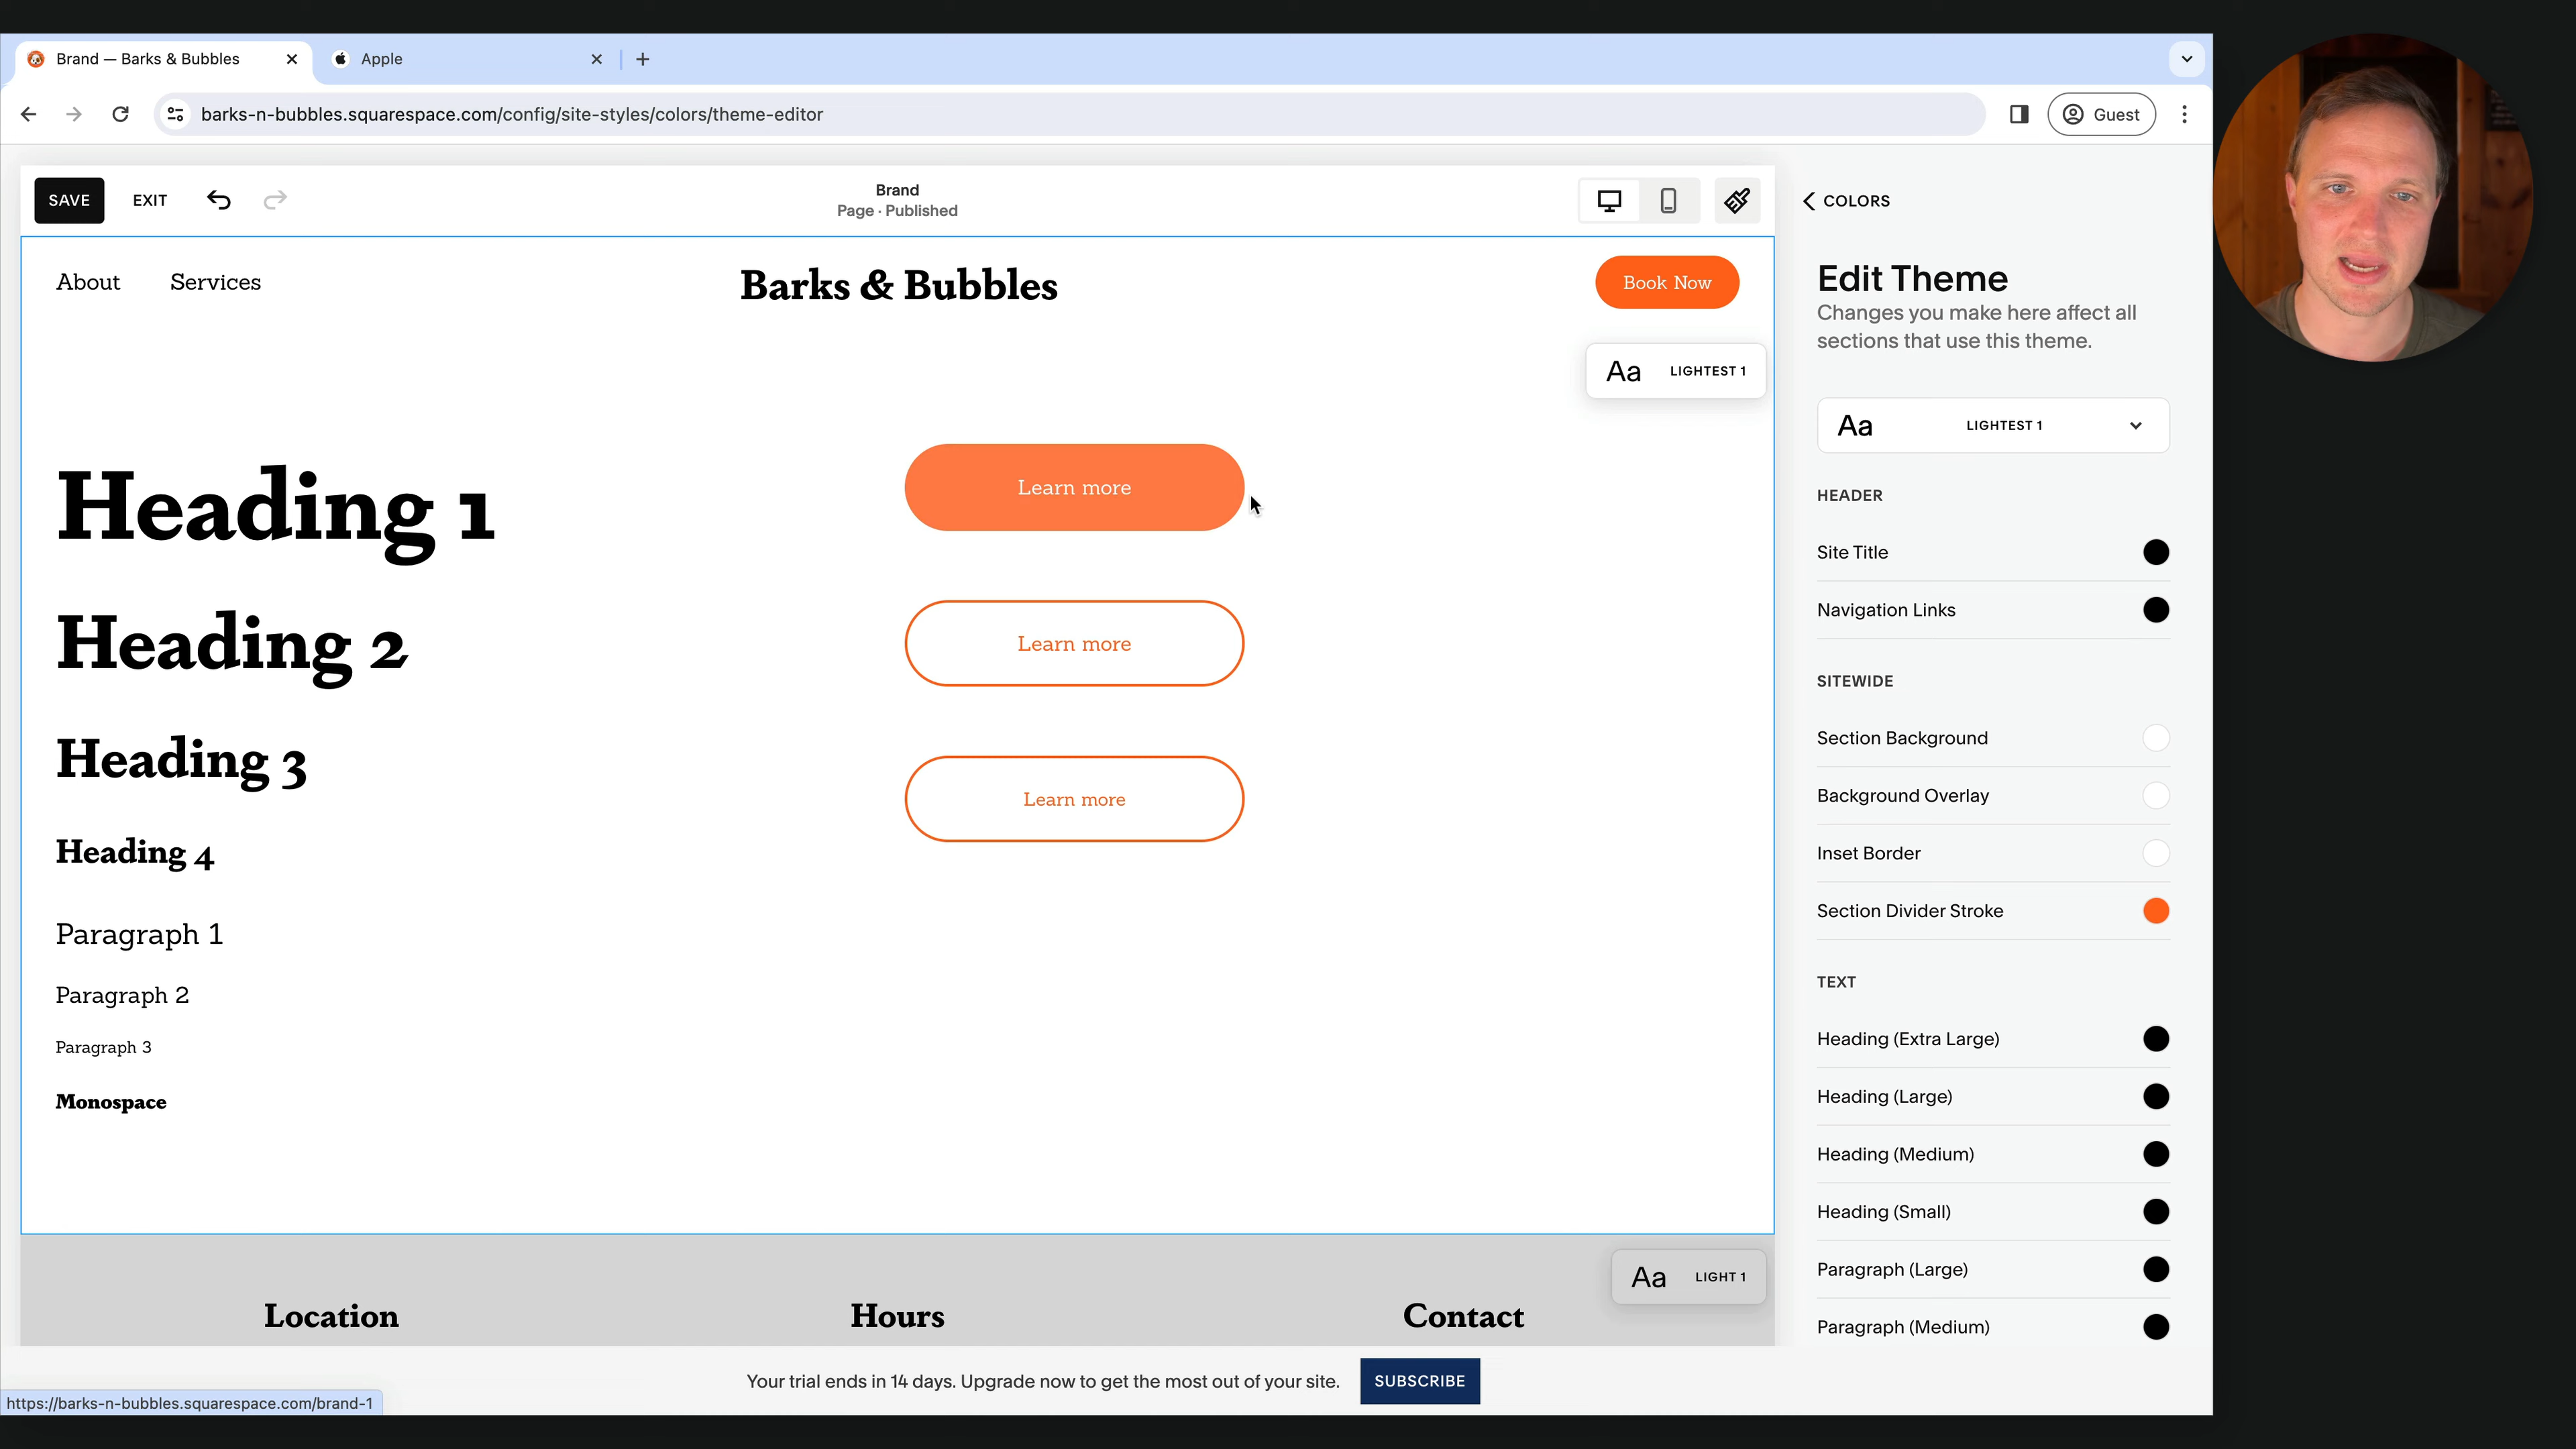 Brand — Barks & Bubbles
Apple
barks-n-bubbles.squarespace.com/config/site-styles/colors/theme-editor
Guest
SAVE
EXIT
Brand
Page · Published
COLORS
About
Services
Barks & Bubbles
Book Now
Aa LIGHTEST 1
Heading 1
Heading 2
Heading 3
Heading 4
Paragraph 1
Paragraph 2
Paragraph 3
Monospace
Learn more
Learn more
Learn more
Edit Theme
Changes you make here affect all
sections that use this theme.
Aa LIGHTEST 1
HEADER
Site Title
Navigation Links
SITEWIDE
Section Background
Background Overlay
Inset Border
Section Divider Stroke
TEXT
Heading (Extra Large)
Heading (Large)
Heading (Medium)
Heading (Small)
Paragraph (Large)
Paragraph (Medium)
Aa LIGHT 1
Location
Hours
Contact
Your trial ends in 14 days. Upgrade now to get the most out of your site.
SUBSCRIBE
https://barks-n-bubbles.squarespace.com/brand-1